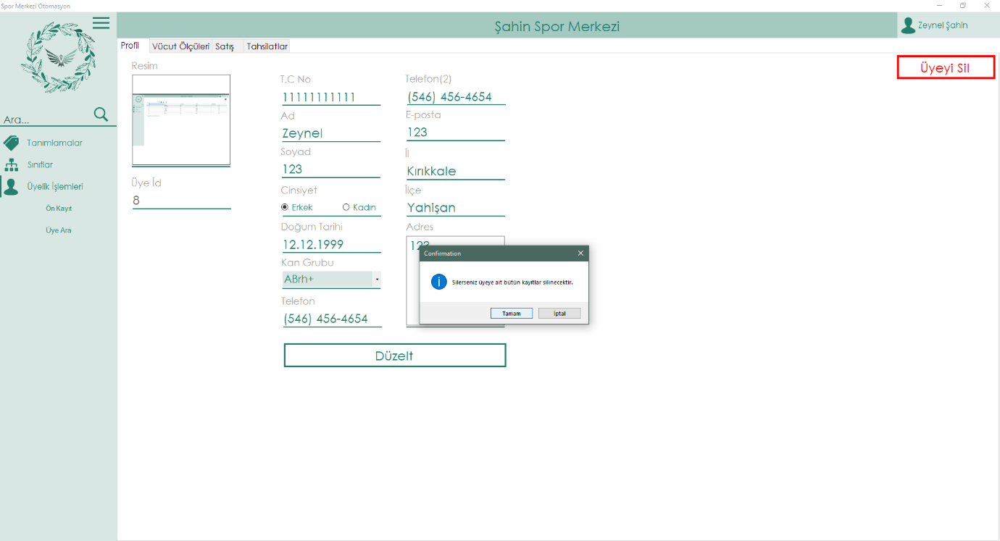 Spor Merkezi Otomasyon
Şahin Spor Merkezi
Zeynel Şahin
Ara...
Tanımlamalar
Sınıflar
Üyelik İşlemleri
Ön Kayıt
Üye Ara
Profil
Vücut Ölçüleri
Satış
Tahsilatlar
Üyeyi Sil
Resim
Üye İd
8
T.C No
11111111111
Ad
Zeynel
Soyad
123
Cinsiyet
Erkek
Kadın
Doğum Tarihi
12.12.1999
Kan Grubu
ABrh+
Telefon
(546) 456-4654
Telefon(2)
(546) 456-4654
E-posta
123
İl
Kırıkkale
İlçe
Yahişan
Adres
123
Confirmation
Silerseniz üyeye ait bütün kayıtlar silinecektir.
Tamam
İptal
Düzelt